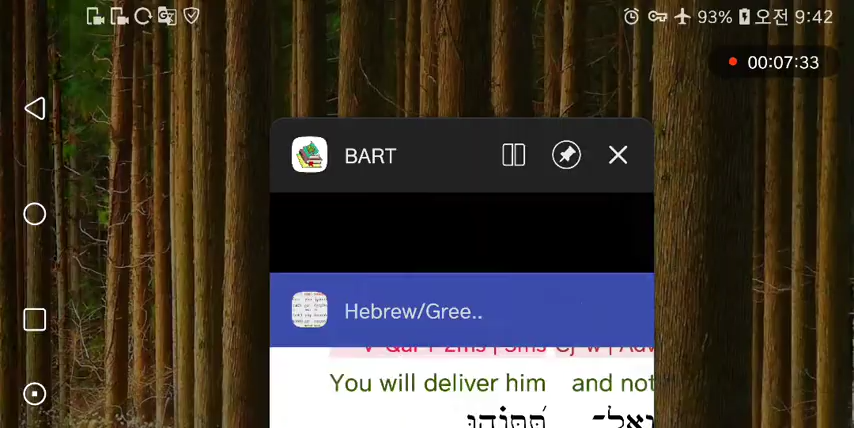 93% 오전 9:42
00:07:33
BART
Hebrew/Gree..
You will deliver him and not